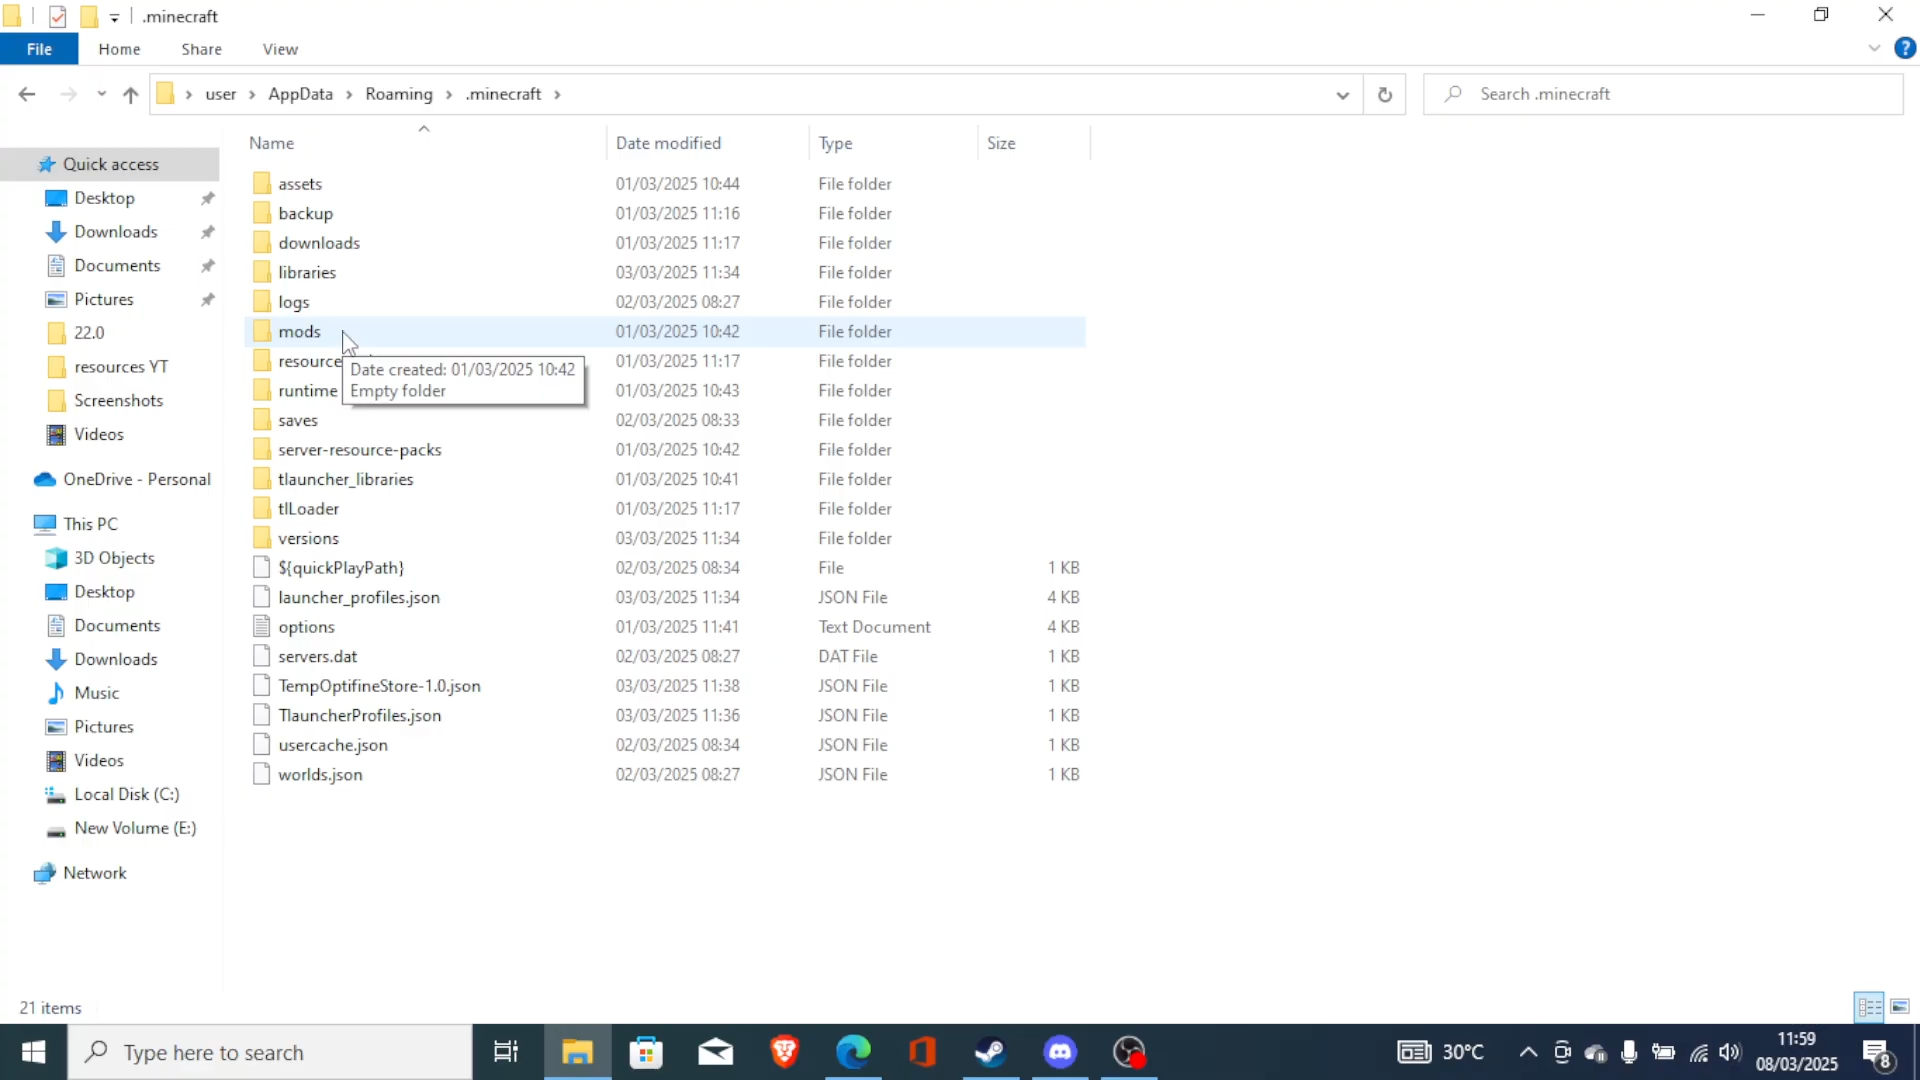 .minecraft
File Home Share View
user AppData Roaming .minecraft
Search .minecraft
Name Date modified Type Size
Quick access
Desktop
Downloads
Documents
Pictures
22.0
resources YT
Screenshots
Videos
OneDrive - Personal
This PC
3D Objects
Desktop
Documents
Downloads
Music
Pictures
Videos
Local Disk (C:)
New Volume (E:)
Network
assets 01/03/2025 10:44 File folder
backup 01/03/2025 11:16 File folder
downloads 01/03/2025 11:17 File folder
libraries 03/03/2025 11:34 File folder
logs 02/03/2025 08:27 File folder
mods 01/03/2025 10:42 File folder
01/03/2025 11:17 File folder
runtime 01/03/2025 10:43 File folder
Date created: 01/03/2025 10:42
Empty folder
saves 02/03/2025 08:33 File folder
server-resource-packs 01/03/2025 10:42 File folder
tlauncher_libraries 01/03/2025 10:41 File folder
tlLoader 01/03/2025 11:17 File folder
versions 03/03/2025 11:34 File folder
${quickPlayPath} 02/03/2025 08:34 File 1 KB
launcher_profiles.json 03/03/2025 11:34 JSON File 4 KB
options 01/03/2025 11:41 Text Document 4 KB
servers.dat 02/03/2025 08:27 DAT File 1 KB
TempOptifineStore-1.0.json 03/03/2025 11:38 JSON File 1 KB
TlauncherProfiles.json 03/03/2025 11:36 JSON File 1 KB
usercache.json 02/03/2025 08:34 JSON File 1 KB
worlds.json 02/03/2025 08:27 JSON File 1 KB
21 items
Type here to search
30°C
11:59
08/03/2025
8